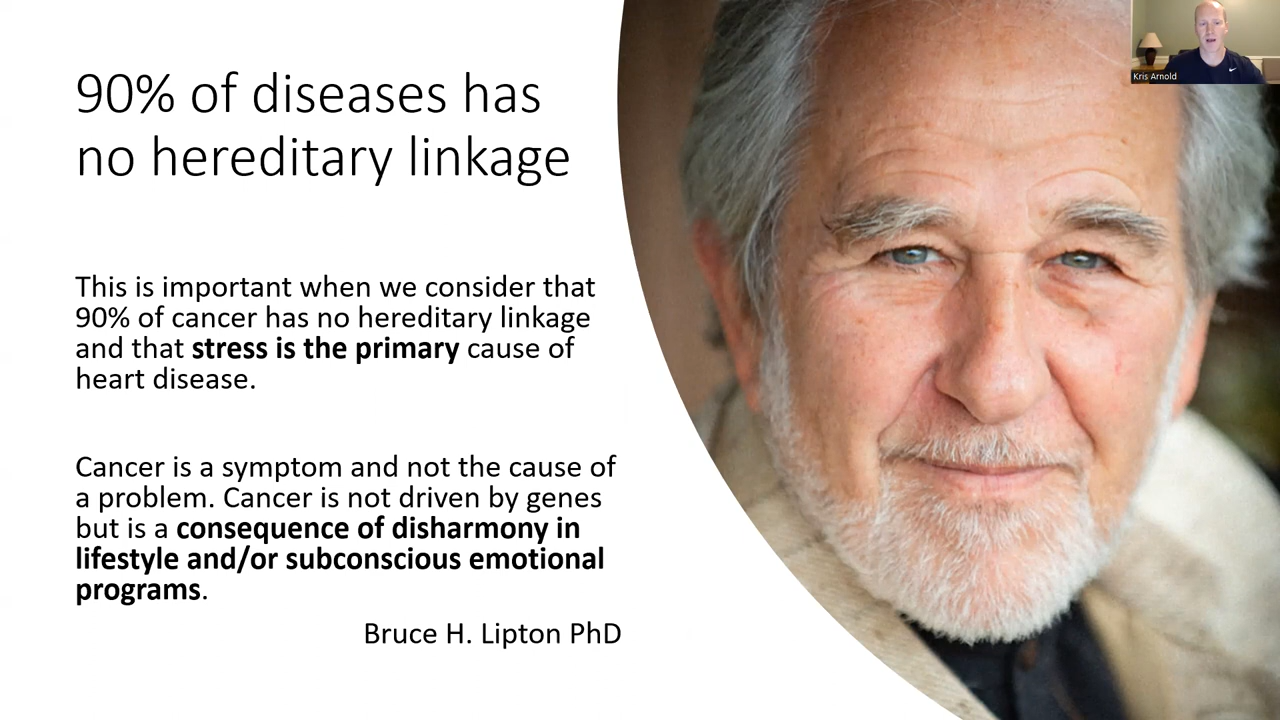 90% of diseases has
no hereditary linkage
This is important when we consider that
90% of cancer has no hereditary linkage
and that stress is the primary cause of
heart disease.
Cancer is a symptom and not the cause of
a problem. Cancer is not driven by genes
but is a consequence of disharmony in
lifestyle and/or subconscious emotional
programs.
Bruce H. Lipton PhD
Kris Arnold